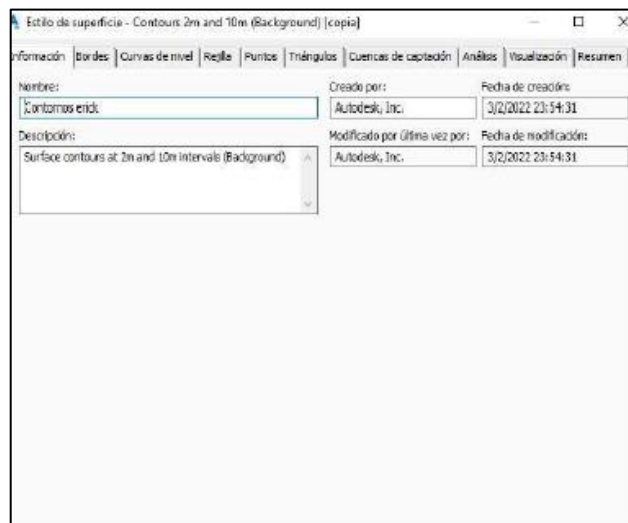 Estilo de superficie - Contours 2m and 10m (Background) [copia]
Información Bordes Curvas de nivel Rejilla Puntos Triángulos Cuencas de captación Análisis Visualización Resumen
Nombre: Creado por: Fecha de creación:
Contornos erick Autodesk, Inc. 3/2/2022 23:54:31
Descripción: Modificado por última vez por: Fecha de modificación:
Surface contours at 2m and 10m intervals (Background) Autodesk, Inc. 3/2/2022 23:54:31